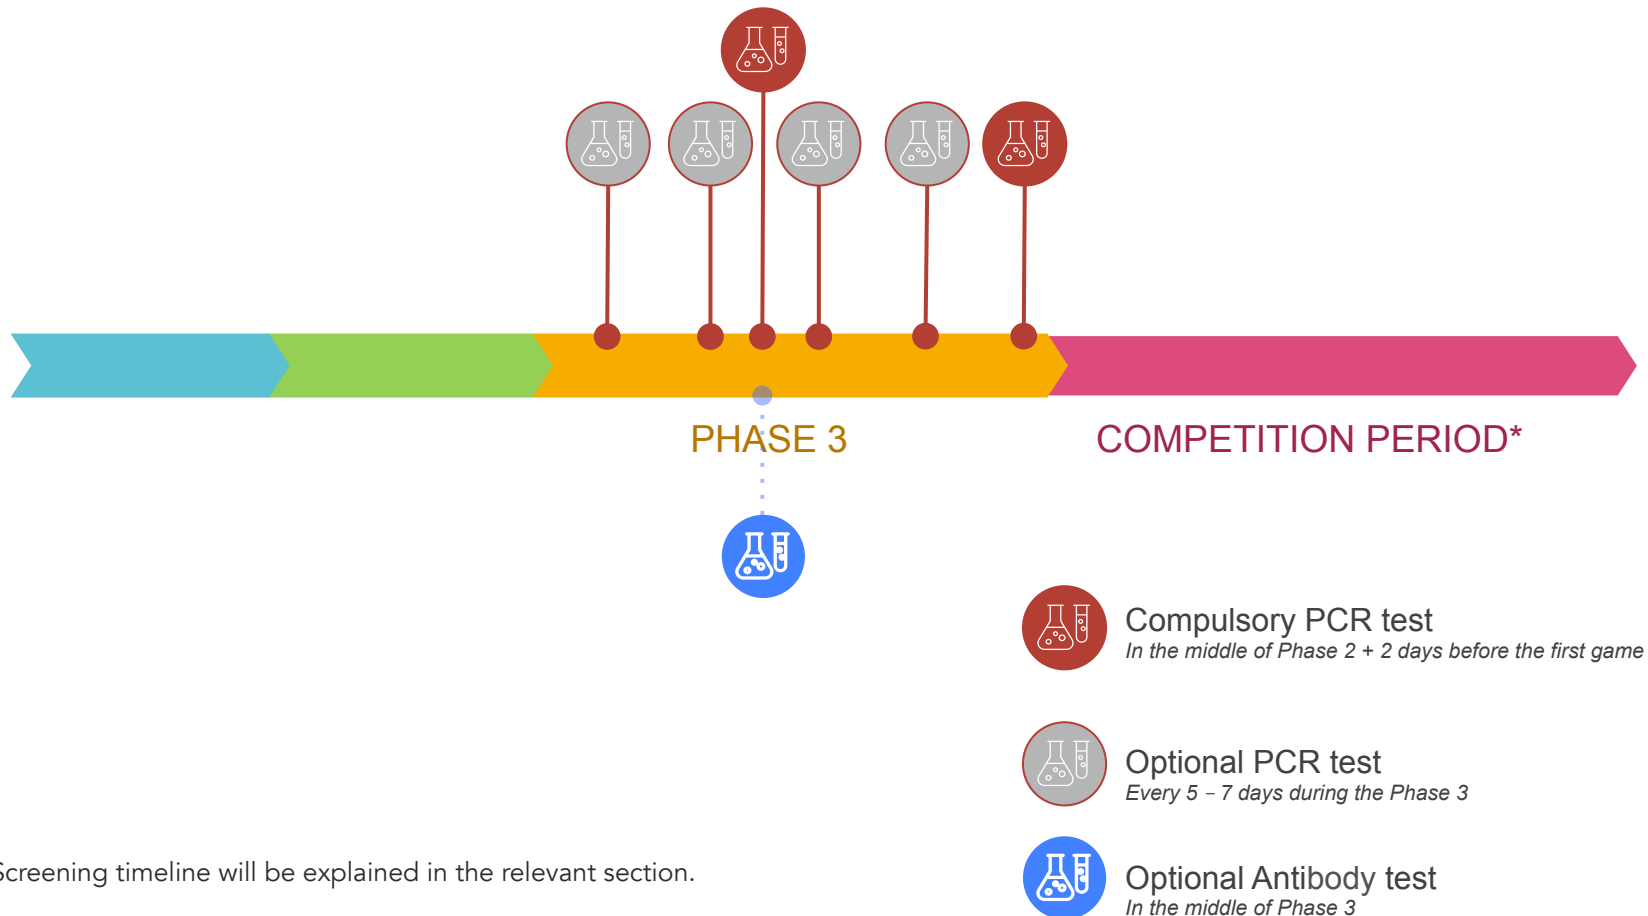 PHASE 3
COMPETITION PERIOD*
Compulsory PCR test
In the middle of Phase 2 + 2 days before the first game
Optional PCR test
Every 5 – 7 days during the Phase 3
Screening timeline will be explained in the relevant section.
Optional Antibody test
In the middle of Phase 3